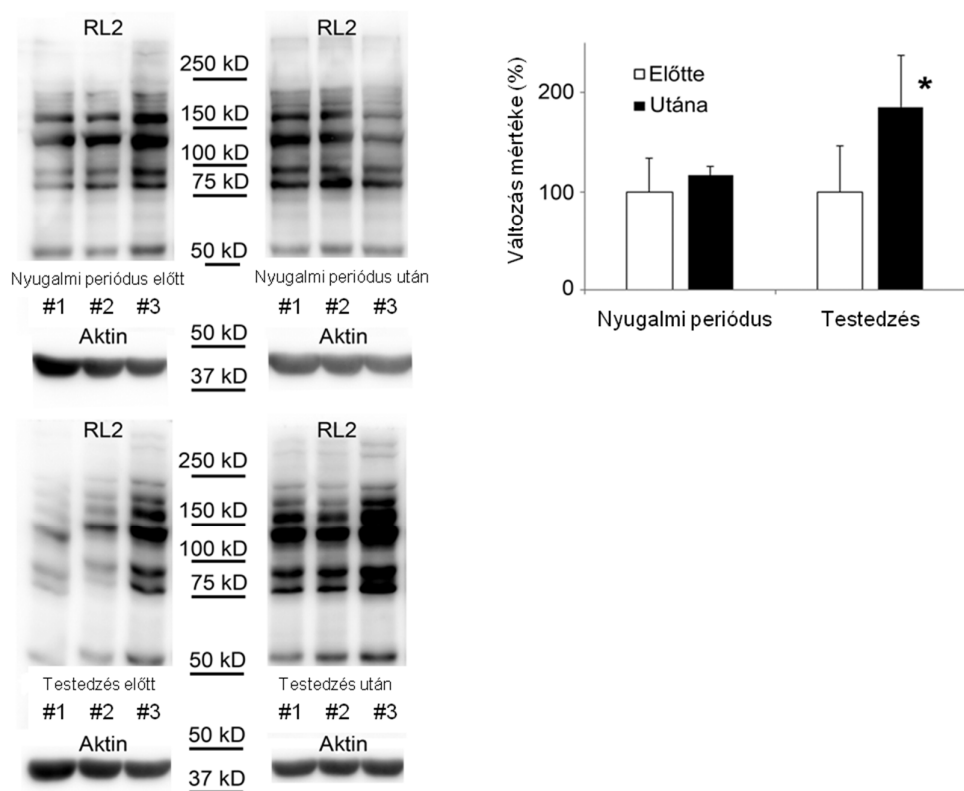 RL2
RL2
250 kD
150 kD
100 kD
75 kD
50 kD
Nyugalmi periódus előtt
Nyugalmi periódus után
#1 #2 #3
#1 #2 #3
Aktin
50 kD
Aktin
37 kD
RL2
RL2
250 kD
150 kD
100 kD
75 kD
50 kD
Testedzés előtt
Testedzés után
#1 #2 #3
#1 #2 #3
Aktin
50 kD
Aktin
37 kD
Változás mértéke (%)
200
100
0
Előtte
Utána
*
Nyugalmi periódus
Testedzés